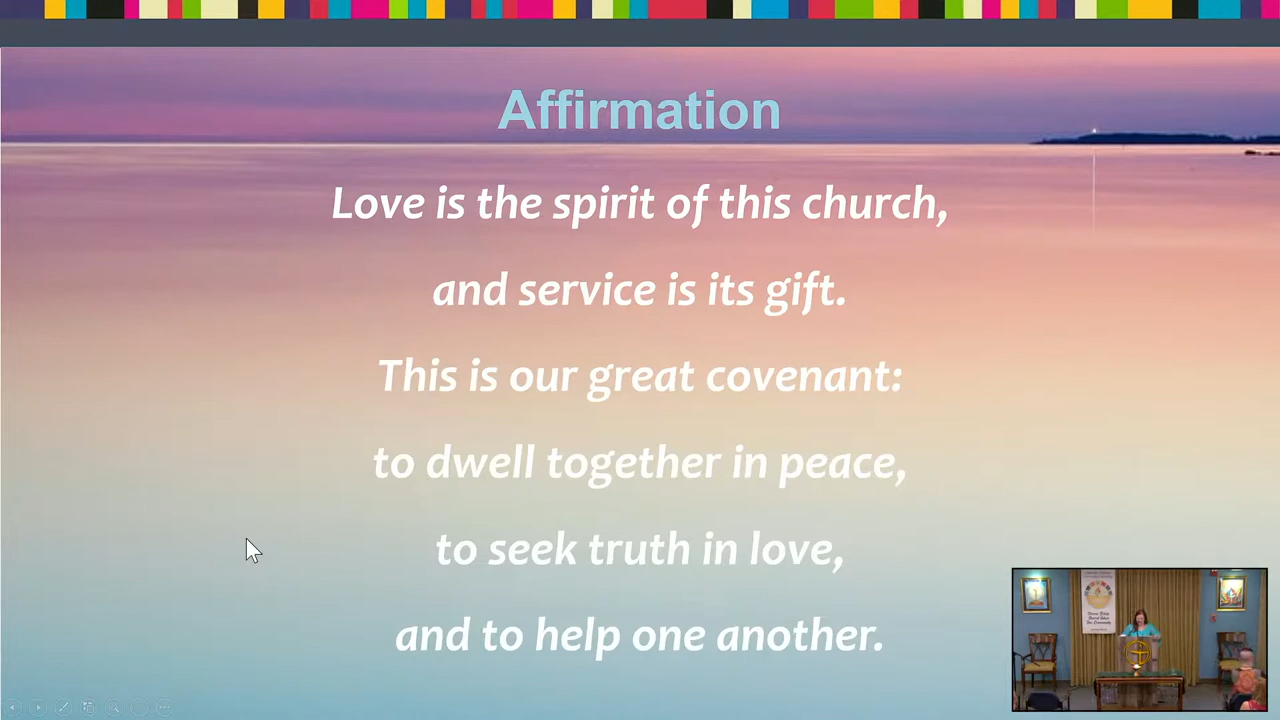 Affirmation
Love is the spirit of this church,
and service is its gift.
This is our great covenant:
to dwell together in peace,
to seek truth in love,
and to help one another.